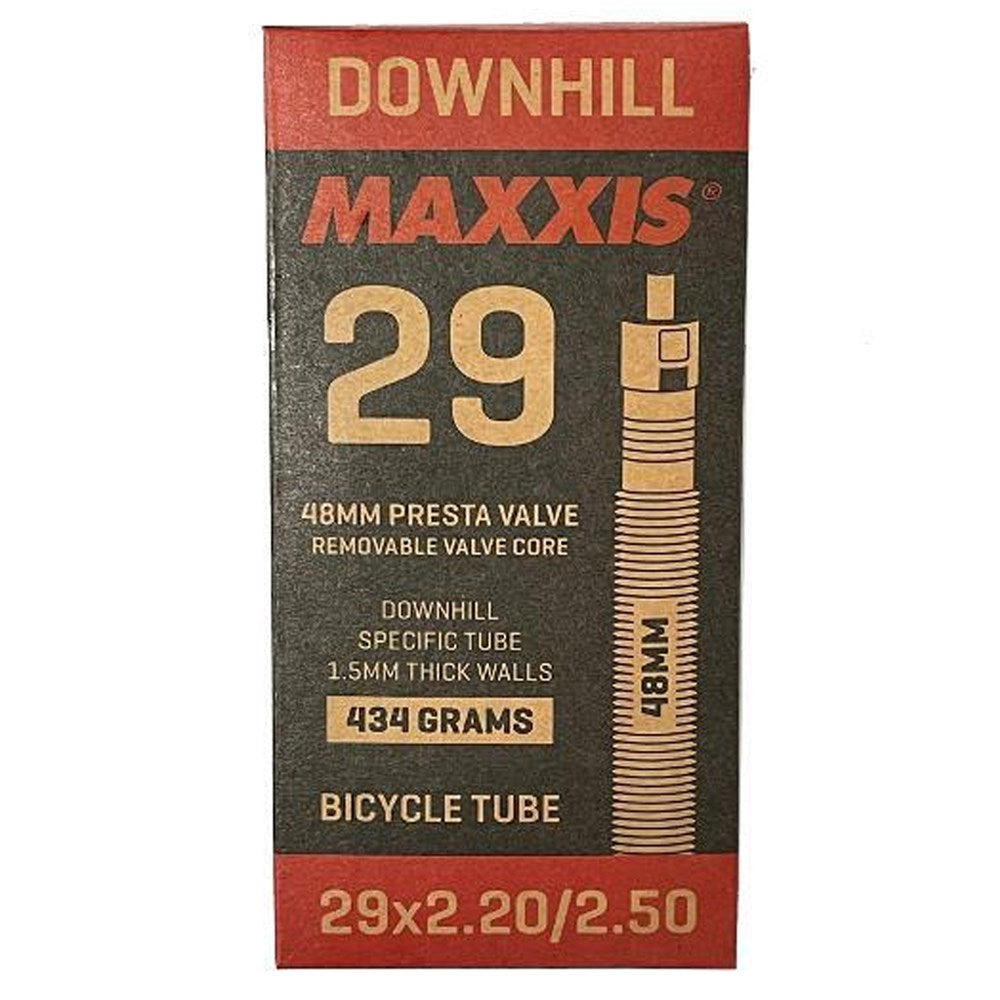 DOWNHILL
MAXXIS®
29
48MM PRESTA VALVE
REMOVABLE VALVE CORE
DOWNHILL
SPECIFIC TUBE
1.5MM THICK WALLS
434 GRAMS
48MM
BICYCLE TUBE
29x2.20/2.50